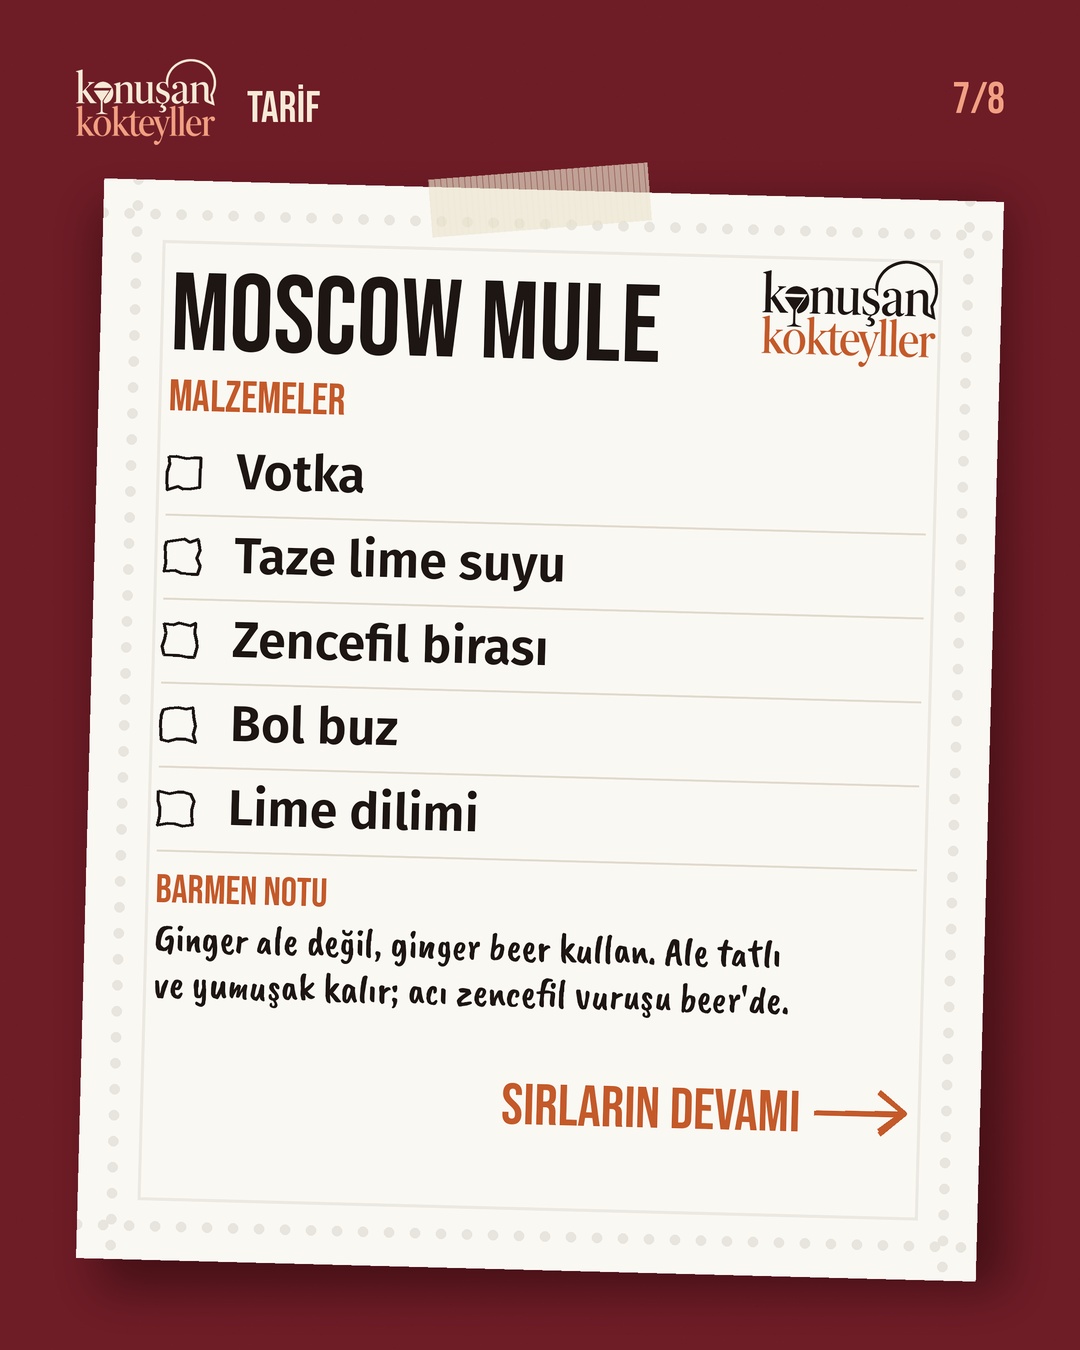 konuşan
kokteyller
TARİF
7/8
MOSCOW MULE
konuşan
kokteyller
MALZEMELER
Votka
Taze lime suyu
Zencefil birası
Bol buz
Lime dilimi
BARMEN NOTU
Ginger ale değil, ginger beer kullan. Ale tatlı
ve yumuşak kalır; acı zencefil vuruşu beer'de.
SIRLARIN DEVAMI